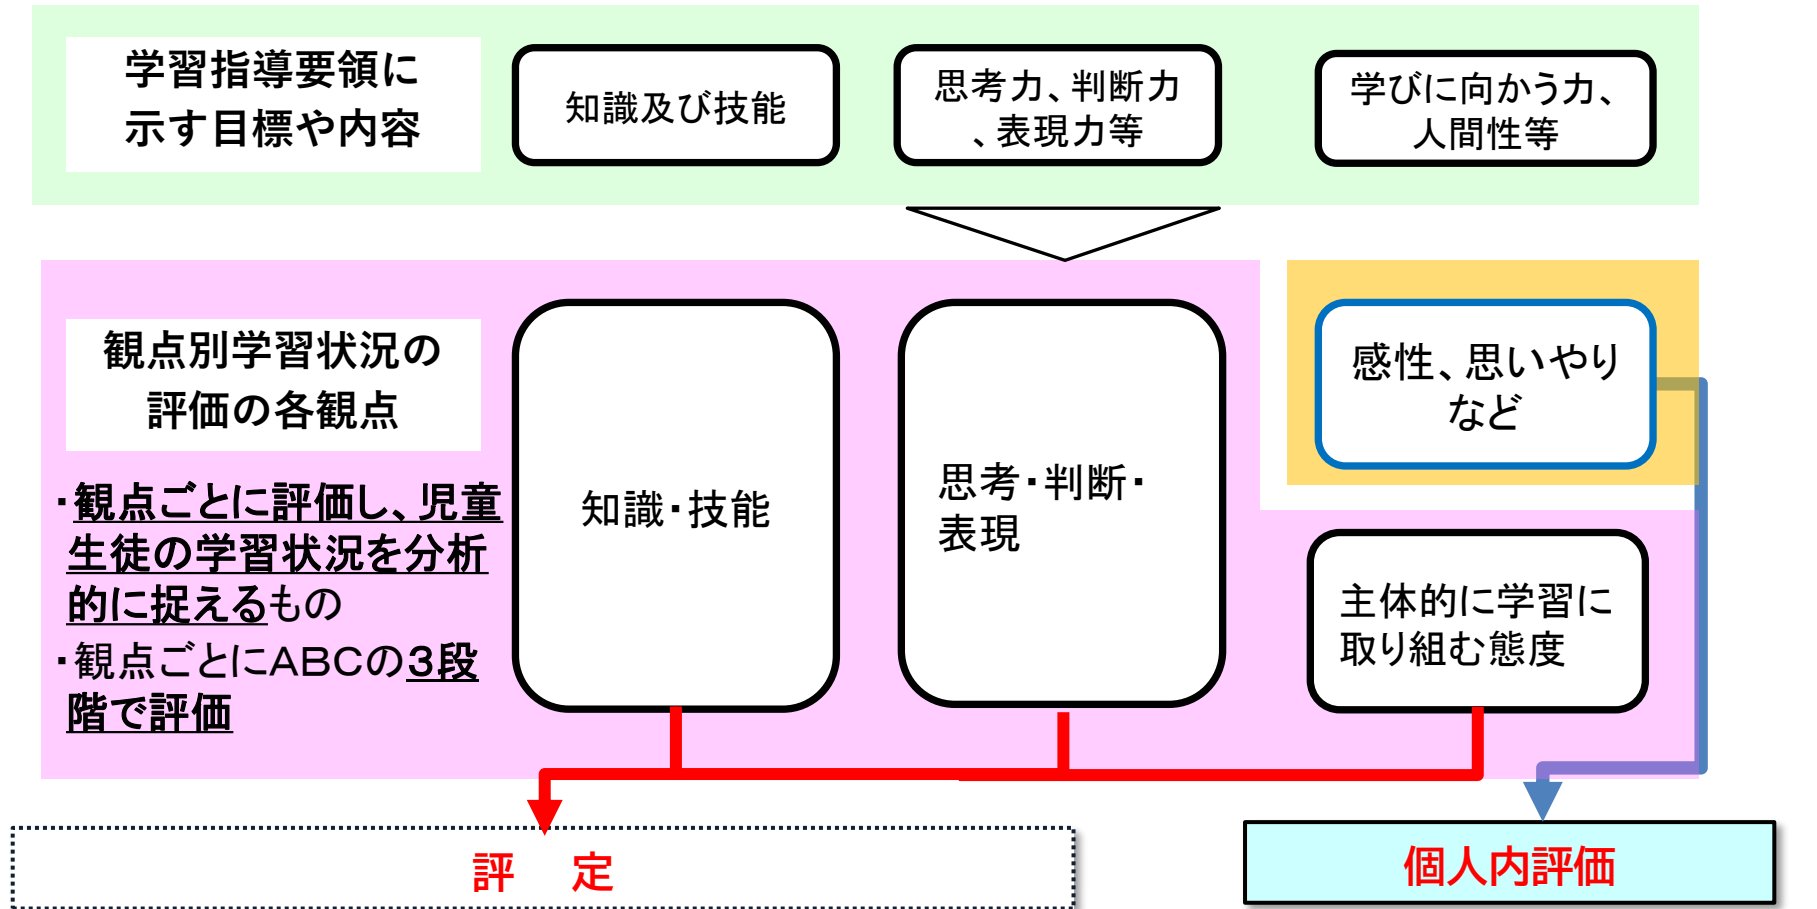 学習指導要領に
示す目標や内容
知識及び技能
思考力、判断力
、表現力等
学びに向かう力、
人間性等
観点別学習状況の
評価の各観点
・観点ごとに評価し、児童
生徒の学習状況を分析
的に捉えるもの
・観点ごとにABCの3段
階で評価
知識・技能
思考・判断・
表現
感性、思いやり
など
主体的に学習に
取り組む態度
評　定
個人内評価